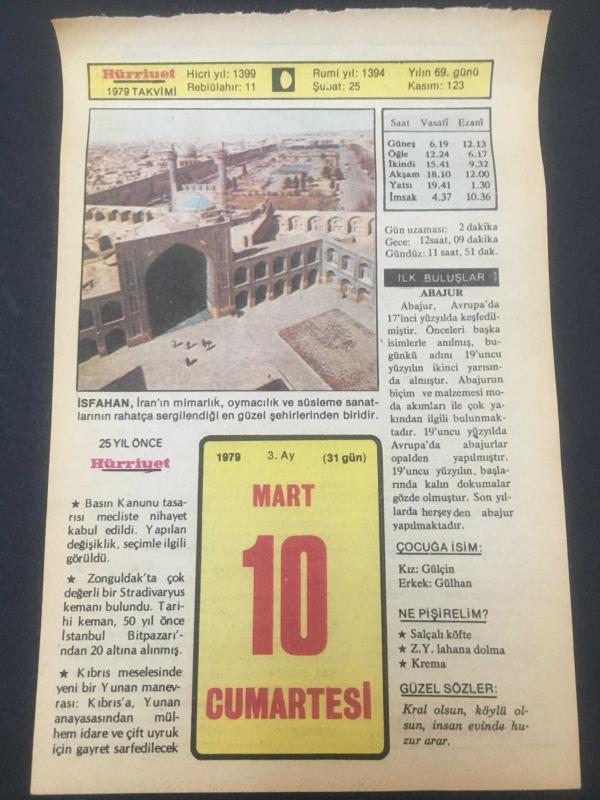 Hürriyet
1979 TAKVİMİ
Hicri yıl: 1399
Rebiülahır: 11
Rumi yıl: 1394
Şubat: 25
Yılın 69. günü
Kasım: 123
Saat Vasatî Ezanî
Güneş 6.19 12.13
Öğle 12.24 6.17
İkindi 15.41 9.32
Akşam 18.10 12.00
Yatsı 19.41 1.30
İmsak 4.37 10.36
Gün uzaması: 2 dakika
Gece: 12saat, 09 dakika
Gündüz: 11 saat, 51 dak.
İLK BULUŞLAR
ABAJUR
Abajur, Avrupa'da
17'inci yüzyılda keşfedil-
miştir. Önceleri başka
isimlerle anılmış, bu-
günkü adını 19'uncu
yüzyılın ikinci yarısın-
da almıştır. Abajurun
biçim ve malzemesi mo-
da akımları ile çok ya-
kından ilgili bulunmak-
tadır. 19'uncu yüzyılda
Avrupa'da abajurlar
opalden yapılmıştır.
19'uncu yüzyılın, başla-
rında kalın dokumalar
gözde olmuştur. Son yıl-
larda herşeyden abajur
yapılmaktadır.
ÇOCUĞA İSİM:
Kız: Gülçin
Erkek: Gülhan
NE PİŞİRELİM?
★ Salçalı köfte
★ Z.Y. lahana dolma
★ Krema
GÜZEL SÖZLER:
Kral olsun, köylü ol-
sun, insan evinde hu-
zur arar.
İSFAHAN, İran'ın mimarlık, oymacılık ve süsleme sanat-
larının rahatça sergilendiği en güzel şehirlerinden biridir.
25 YIL ÖNCE
Hürriyet
★ Basın Kanunu tasa-
rısı mecliste nihayet
kabul edildi. Yapılan
değişiklik, seçimle ilgili
görüldü.
★ Zonguldak'ta çok
değerli bir Stradivaryus
kemanı bulundu. Tari-
hi keman, 50 yıl önce
İstanbul Bitpazarı'-
ndan 20 altına alınmış.
★ Kıbrıs meselesinde
yeni bir Yunan manev-
rası: Kıbrıs'a, Yunan
anayasasından mül-
hem idare ve çift uyruk
için gayret sarfedilecek
1979 3. Ay (31 gün)
MART
10
CUMARTESİ